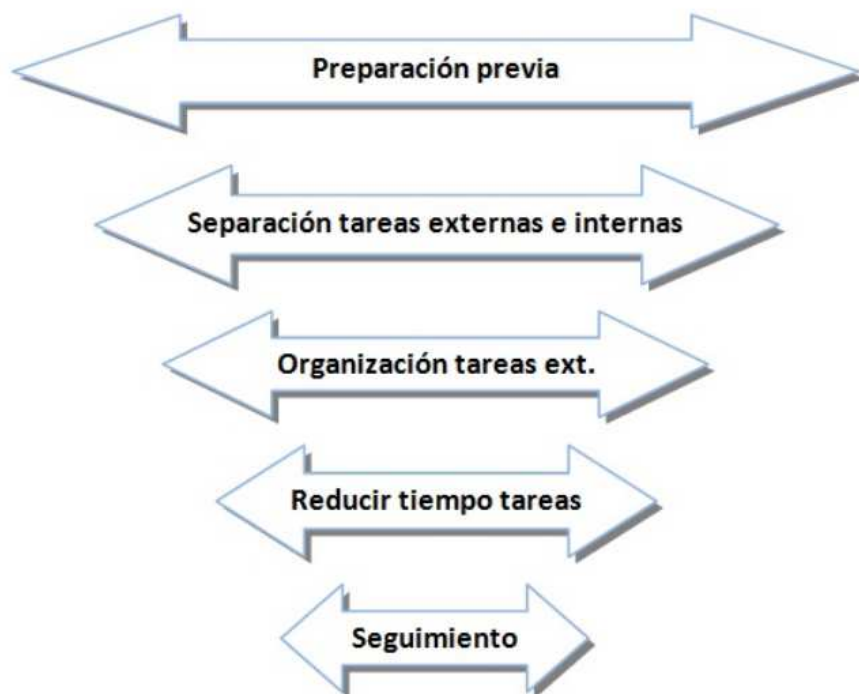 Preparación previa
Separación tareas externas e internas
Organización tareas ext.
Reducir tiempo tareas
Seguimiento